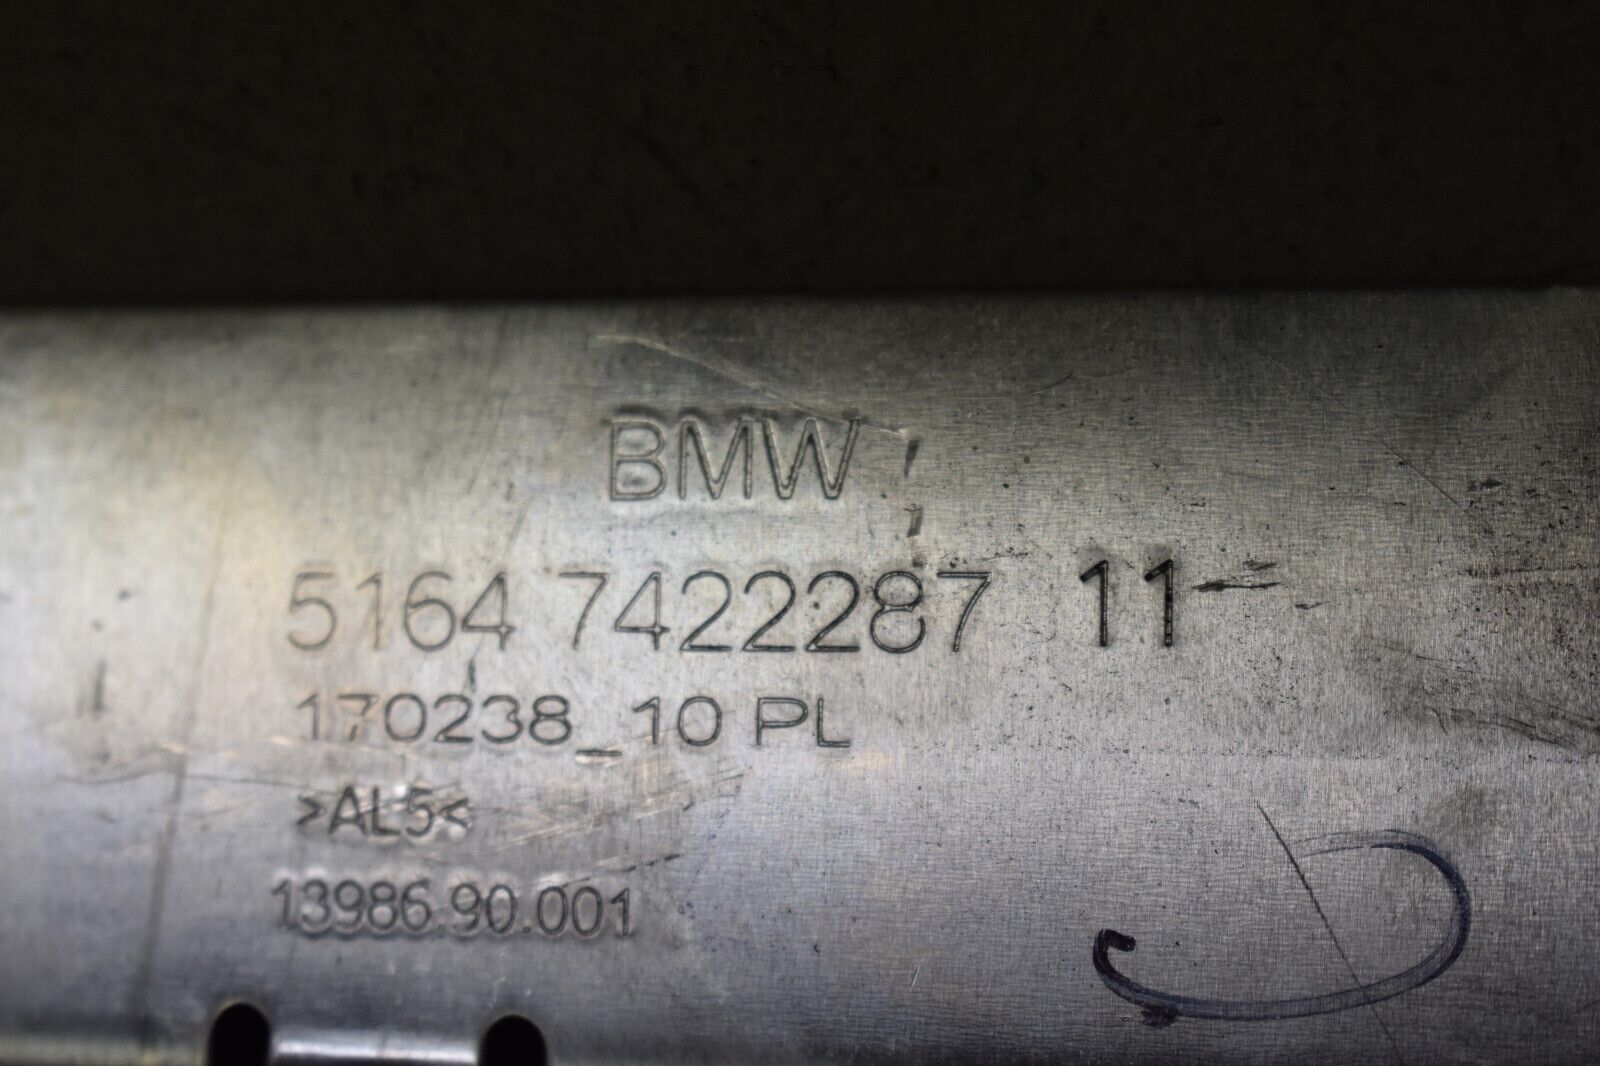 BMW
5164 7422287 11
170238_10 PL
>AL5<
13986.90.001